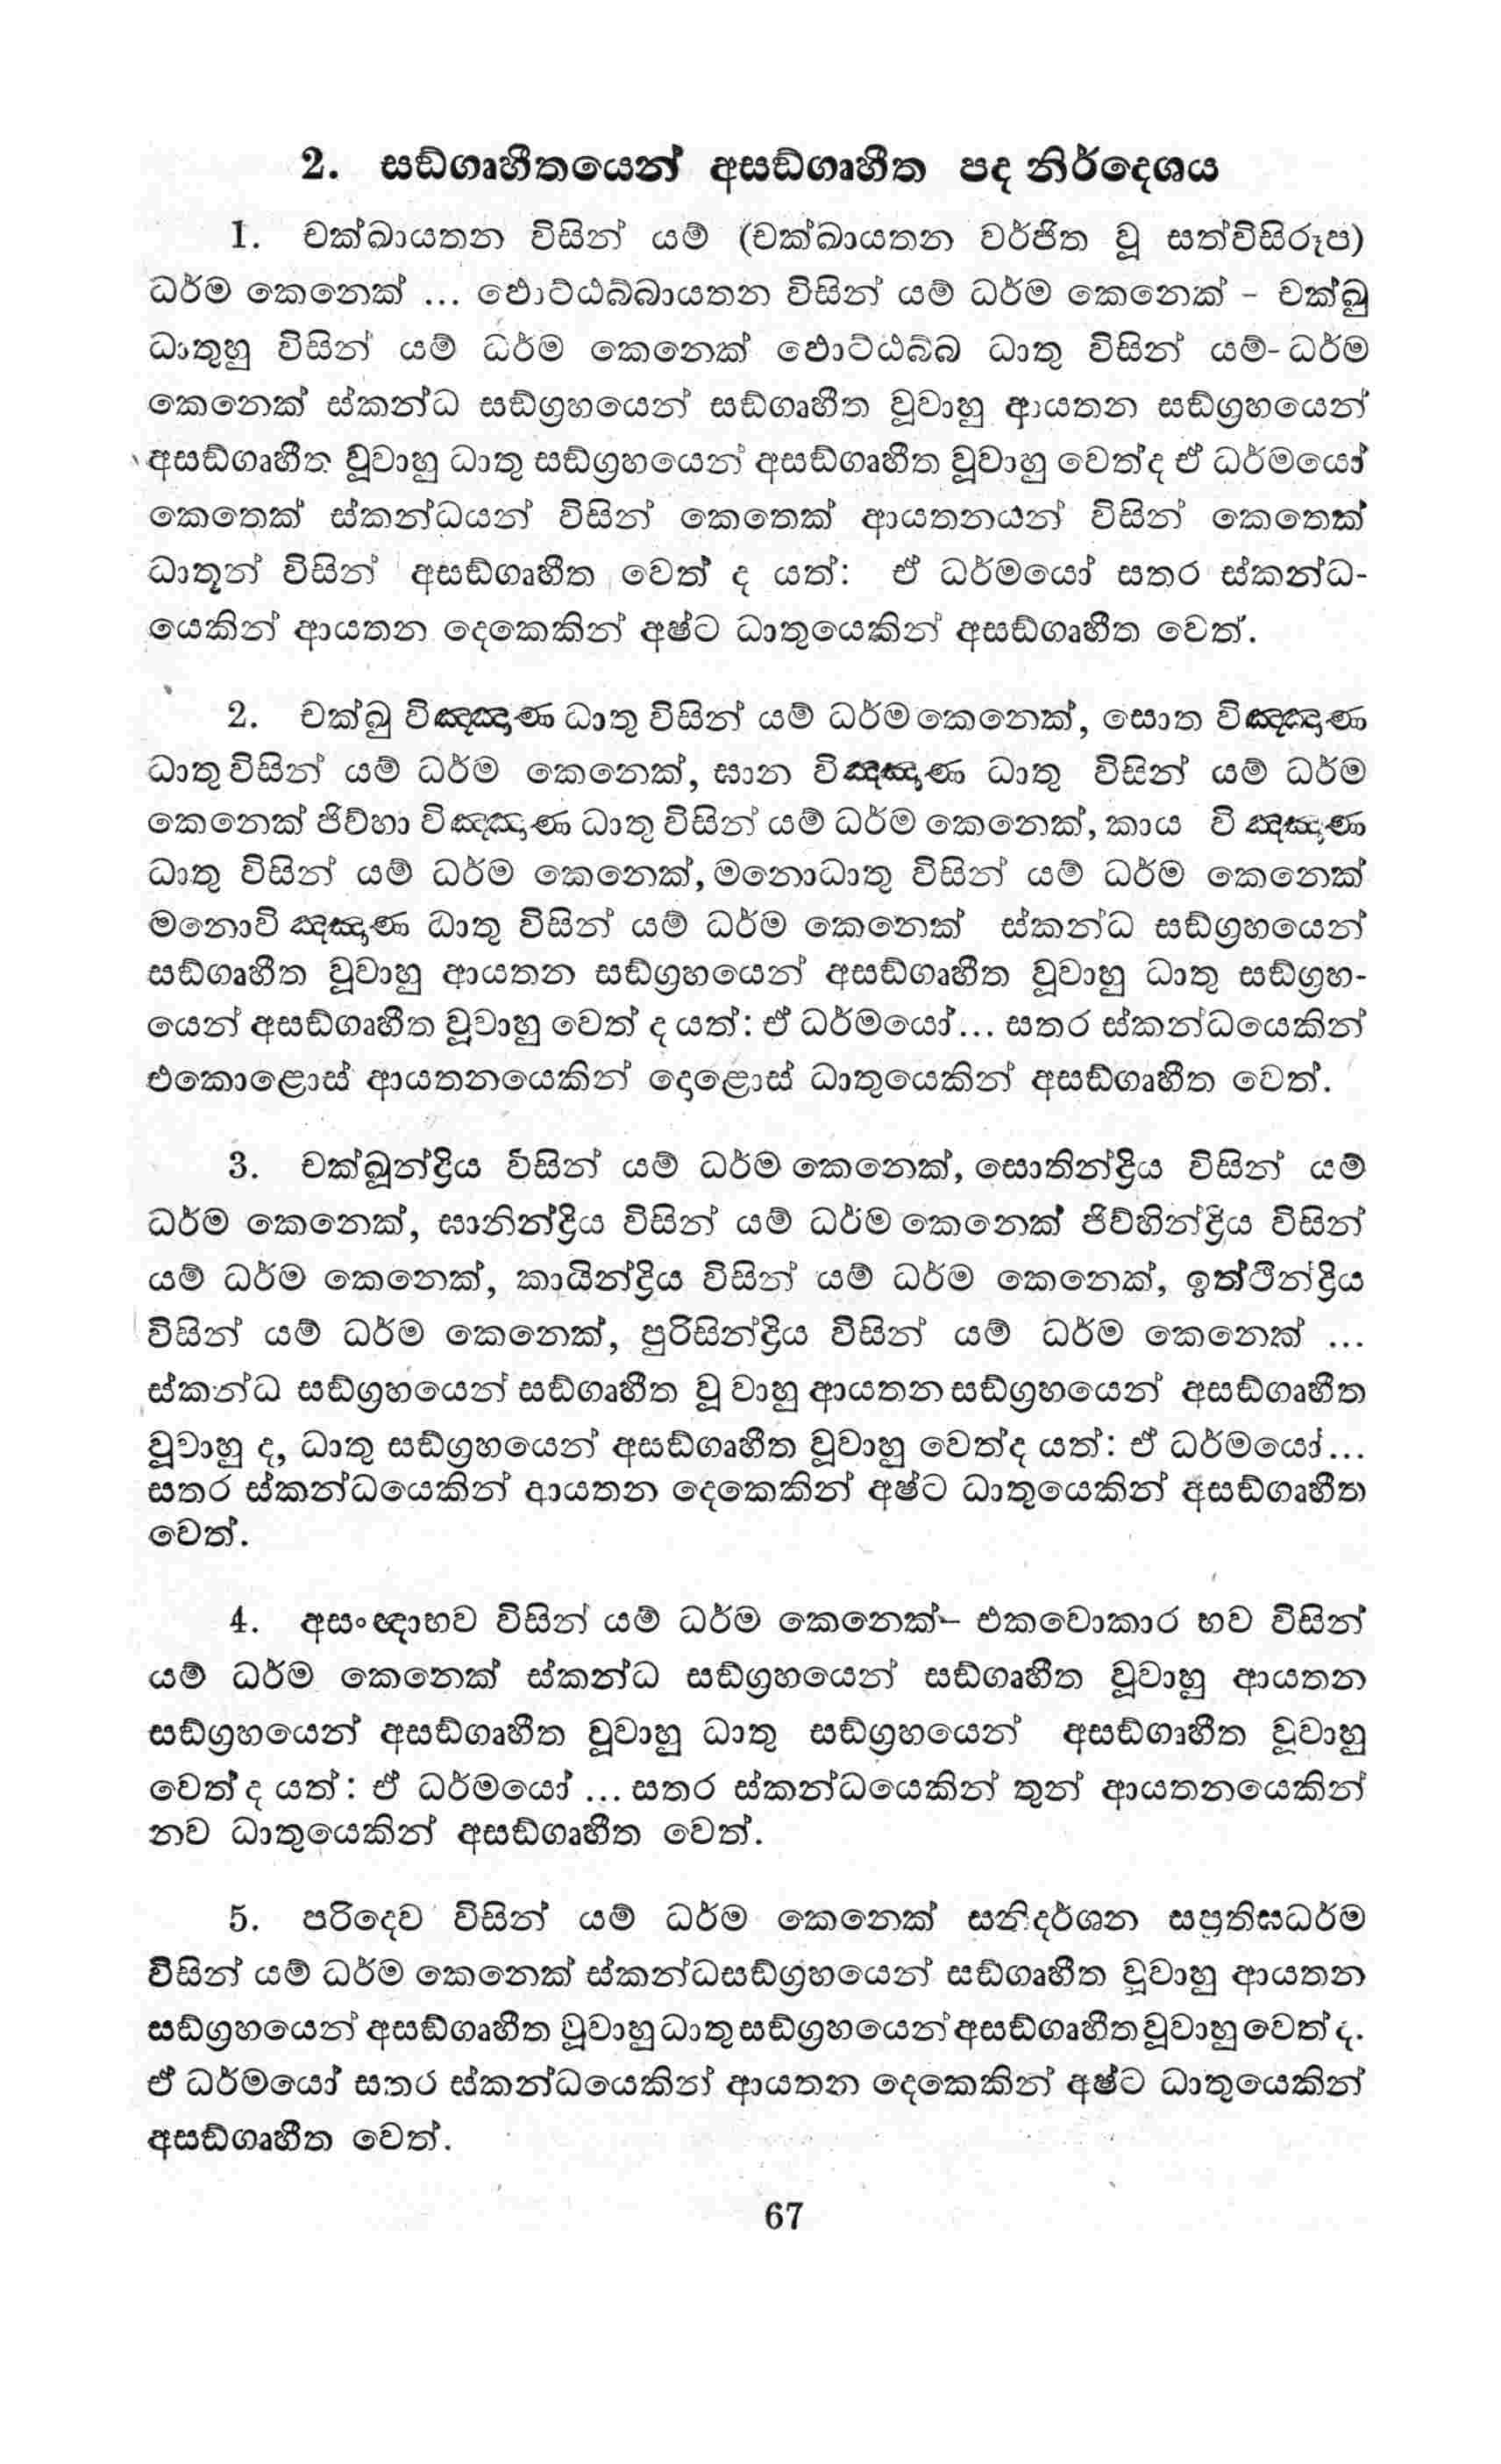 2. සඞ්ගෘහීතයෙන් අසඞ්ගෘහීත පද නිර්දෙශය
1. චක්ඛායතන විසින් යම් (චක්ඛායතන වර්ජිත වූ සත්විසිරූප)
ධර්ම කෙනෙක් ... ඵොට්ඨබ්බායතන විසින් යම් ධර්ම කෙනෙක් - චක්ඛු
ධාතුහු විසින් යම් ධර්ම කෙනෙක් ඵොට්ඨබ්බ ධාතු විසින් යම්- ධර්ම
කෙනෙක් ස්කන්ධ සඞ්ග්‍රහයෙන් සඞ්ගෘහීත වූවාහු ආයතන සඞ්ග්‍රහයෙන්
අසඞ්ගෘහීත වූවාහු ධාතු සඞ්ග්‍රහයෙන් අසඞ්ගෘහීත වූවාහු වෙත්ද ඒ ධර්මයෝ
කෙතෙක් ස්කන්ධයන් විසින් කෙතෙක් ආයතනයන් විසින් කෙතෙක්
ධාතූන් විසින් අසඞ්ගෘහීත වෙත් ද යත්: ඒ ධර්මයෝ සතර ස්කන්ධ-
යෙකින් ආයතන දෙකෙකින් අෂ්ට ධාතුයෙකින් අසඞ්ගෘහීත වෙත්.
2. චක්ඛු විඤ්ඤාණ ධාතු විසින් යම් ධර්ම කෙනෙක්, සොත විඤ්ඤාණ
ධාතු විසින් යම් ධර්ම කෙනෙක්, ඝාන විඤ්ඤාණ ධාතු විසින් යම් ධර්ම
කෙනෙක් ජිව්හා විඤ්ඤාණ ධාතු විසින් යම් ධර්ම කෙනෙක්, කාය වි ඤ්ඤාණ
ධාතු විසින් යම් ධර්ම කෙනෙක්, මනොධාතු විසින් යම් ධර්ම කෙනෙක්
මනොවි ඤ්ඤාණ ධාතු විසින් යම් ධර්ම කෙනෙක් ස්කන්ධ සඞ්ග්‍රහයෙන්
සඞ්ගෘහීත වූවාහු ආයතන සඞ්ග්‍රහයෙන් අසඞ්ගෘහීත වූවාහු ධාතු සඞ්ග්‍රහ-
යෙන් අසඞ්ගෘහීත වූවාහු වෙත් ද යත්: ඒ ධර්මයෝ... සතර ස්කන්ධයෙකින්
එකොළොස් ආයතනයෙකින් දොළොස් ධාතුයෙකින් අසඞ්ගෘහීත වෙත්.
3. චක්ඛූන්ද්‍රිය විසින් යම් ධර්ම කෙනෙක්, සොතින්ද්‍රිය විසින් යම්
ධර්ම කෙනෙක්, ඝානින්ද්‍රිය විසින් යම් ධර්ම කෙනෙක් ජිව්හින්ද්‍රිය විසින්
යම් ධර්ම කෙනෙක්, කායින්ද්‍රිය විසින් යම් ධර්ම කෙනෙක්, ඉත්ථින්ද්‍රිය
විසින් යම් ධර්ම කෙනෙක්, පුරිසින්ද්‍රිය විසින් යම් ධර්ම කෙනෙක් ...
ස්කන්ධ සඞ්ග්‍රහයෙන් සඞ්ගෘහීත වූ වාහු ආයතන සඞ්ග්‍රහයෙන් අසඞ්ගෘහීත
වූවාහු ද, ධාතු සඞ්ග්‍රහයෙන් අසඞ්ගෘහීත වූවාහු වෙත්ද යත්: ඒ ධර්මයෝ...
සතර ස්කන්ධයෙකින් ආයතන දෙකෙකින් අෂ්ට ධාතුයෙකින් අසඞ්ගෘහීත
වෙත්.
4. අසංඥාභව විසින් යම් ධර්ම කෙනෙක්- එකවොකාර භව විසින්
යම් ධර්ම කෙනෙක් ස්කන්ධ සඞ්ග්‍රහයෙන් සඞ්ගෘහීත වූවාහු ආයතන
සඞ්ග්‍රහයෙන් අසඞ්ගෘහීත වූවාහු ධාතු සඞ්ග්‍රහයෙන් අසඞ්ගෘහීත වූවාහු
වෙත් ද යත්: ඒ ධර්මයෝ ... සතර ස්කන්ධයෙකින් තුන් ආයතනයෙකින්
නව ධාතුයෙකින් අසඞ්ගෘහීත වෙත්.
5. පරිදෙව විසින් යම් ධර්ම කෙනෙක් සනිදර්ශන සප්‍රතිඝධර්ම
විසින් යම් ධර්ම කෙනෙක් ස්කන්ධසඞ්ග්‍රහයෙන් සඞ්ගෘහීත වූවාහු ආයතන
සඞ්ග්‍රහයෙන් අසඞ්ගෘහීත වූවාහු ධාතු සඞ්ග්‍රහයෙන් අසඞ්ගෘහීත වූවාහු වෙත් ද.
ඒ ධර්මයෝ සතර ස්කන්ධයෙකින් ආයතන දෙකෙකින් අෂ්ට ධාතුයෙකින්
අසඞ්ගෘහීත වෙත්.
67